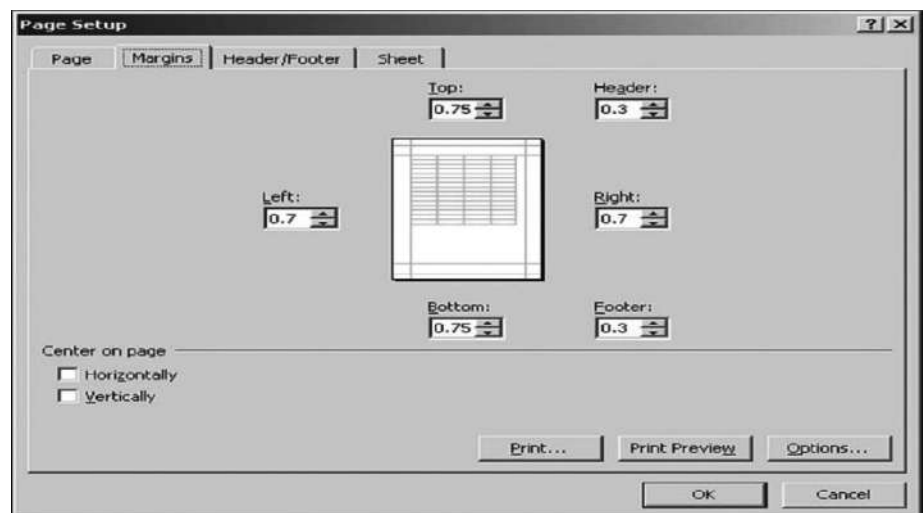 Page Setup
Page Margins Header/Footer Sheet
Top: Header:
0.75 0.3
Left: Right:
0.7 0.7
Bottom: Footer:
0.75 0.3
Center on page
Horizontally
Vertically
Print... Print Preview Options...
OK Cancel